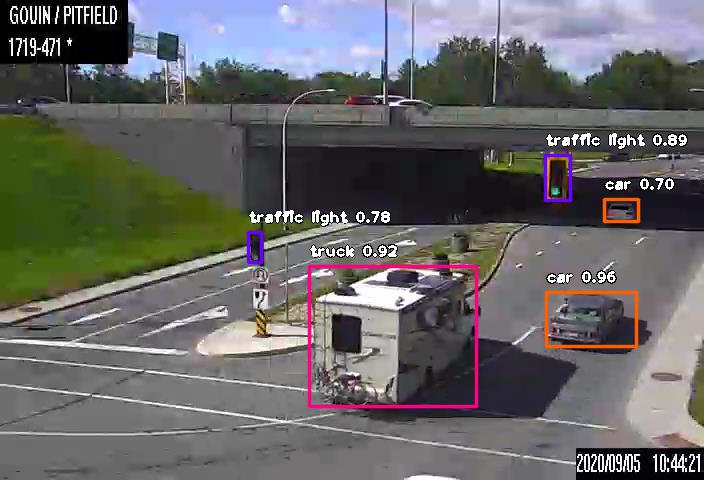 GOUIN / PITFIELD
1719-471 *
traffic light 0.89
car 0.70
traffic light 0.78
truck 0.92
car 0.96
2020/09/05 10:44:21